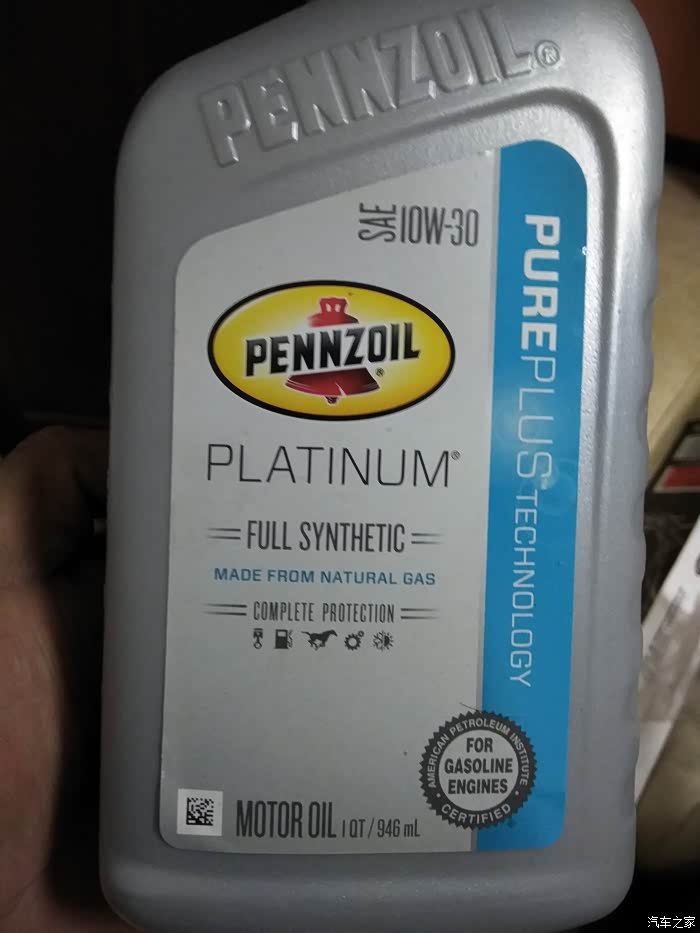 PENNZOIL®
SAE 10W-30
PENNZOIL®
PLATINUM®
FULL SYNTHETIC
MADE FROM NATURAL GAS
COMPLETE PROTECTION
PUREPLUS™ TECHNOLOGY
AMERICAN PETROLEUM INSTITUTE
FOR
GASOLINE
ENGINES
CERTIFIED
MOTOR OIL 1 QT / 946 mL
汽车之家